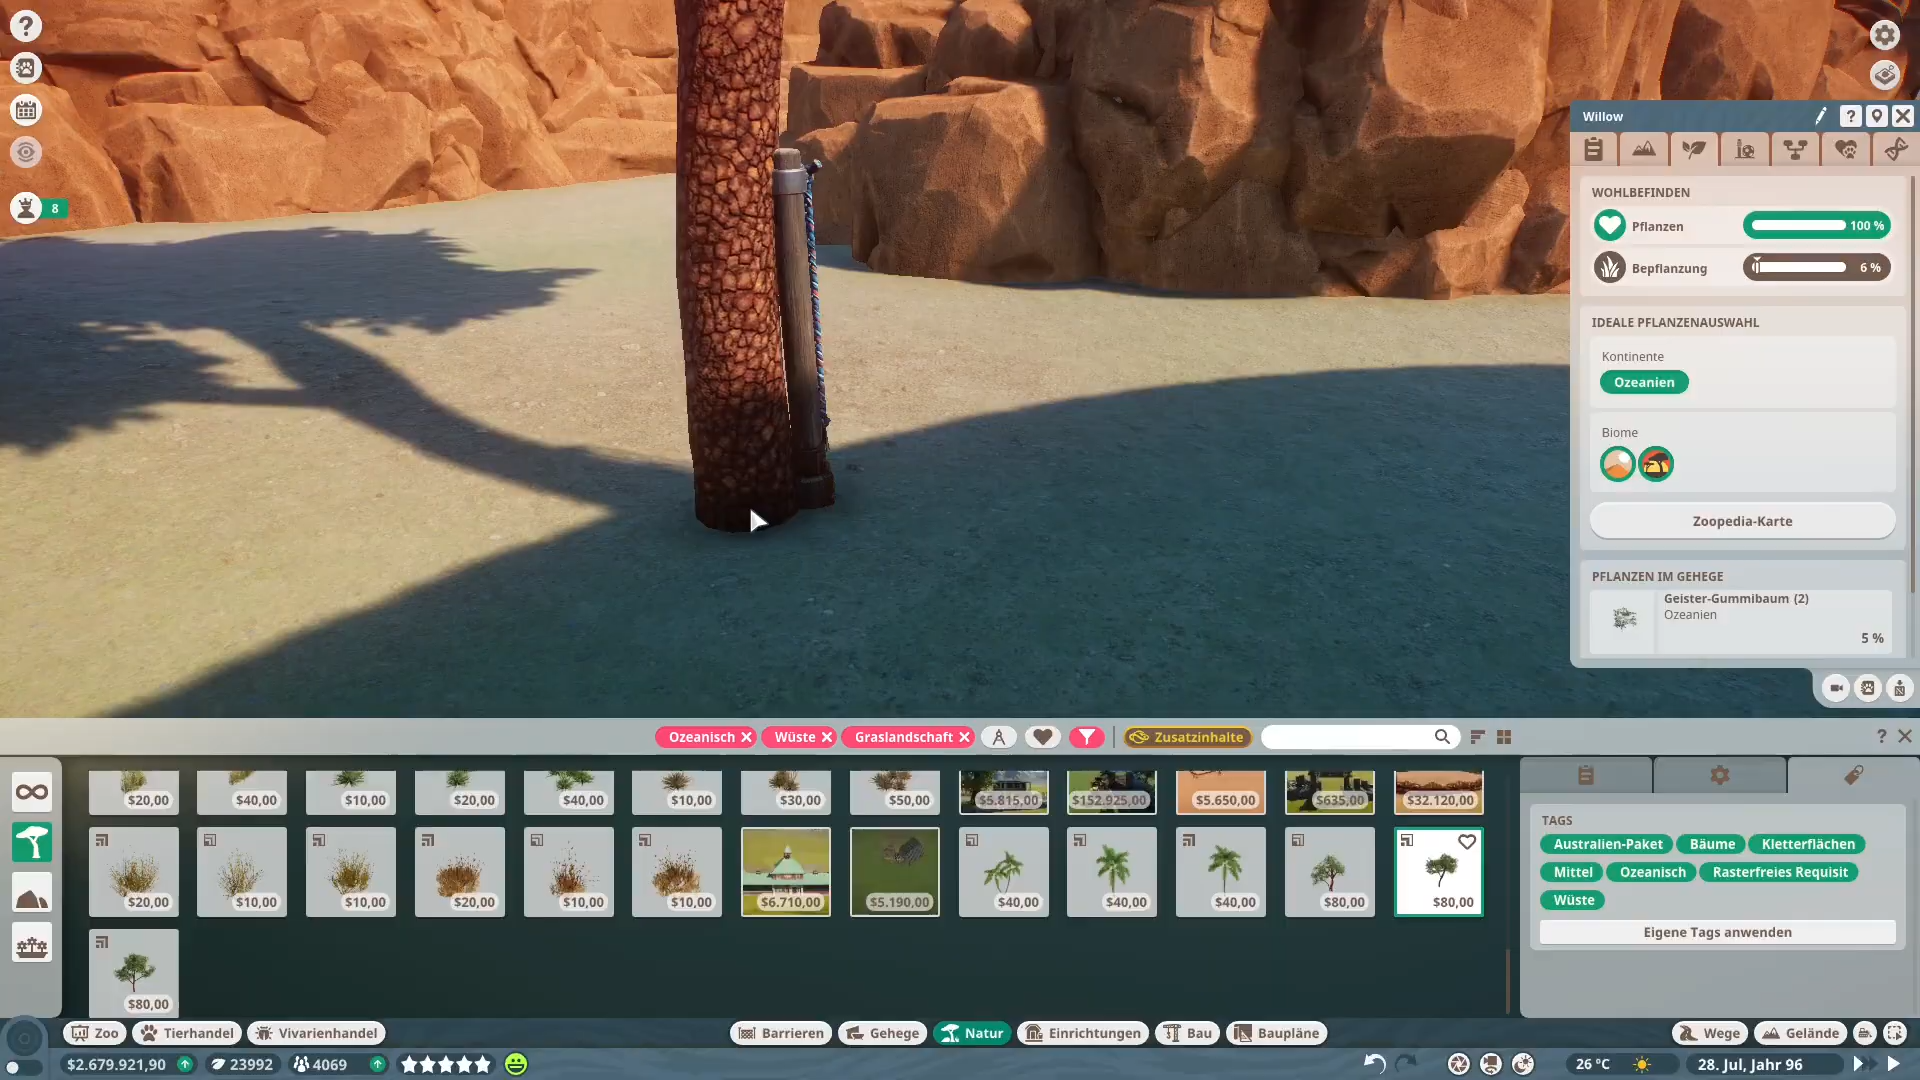 8
Willow
WOHLBEFINDEN
Pflanzen 100 %
Bepflanzung 6 %
IDEALE PFLANZENAUSWAHL
Kontinente
Ozeanien
Biome
Zoopedia-Karte
PFLANZEN IM GEHEGE
Geister-Gummibaum (2)
Ozeanien
5 %
Ozeanisch Wüste Graslandschaft Zusatzinhalte
$20,00 $40,00 $10,00 $20,00 $40,00 $10,00 $30,00 $50,00 $5.815,00 $152.925,00 $5.650,00 $635,00 $32.120,00
$20,00 $10,00 $10,00 $20,00 $10,00 $10,00 $6.710,00 $5.190,00 $40,00 $40,00 $40,00 $80,00 $80,00
$80,00
TAGS
Australien-Paket Bäume Kletterflächen
Mittel Ozeanisch Rasterfreies Requisit
Wüste
Eigene Tags anwenden
Zoo Tierhandel Vivarienhandel Barrieren Gehege Natur Einrichtungen Bau Baupläne Wege Gelände
$2.679.921,90 23992 4069 26 °C 28. Jul, Jahr 96